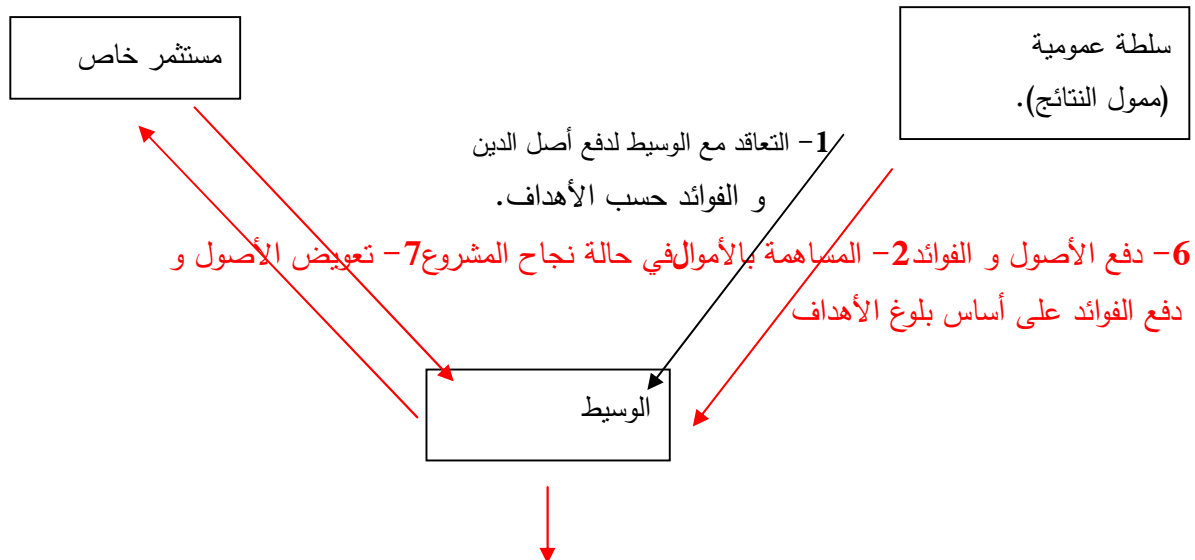 مستثمر خاص
سلطة عمومية
(ممول النتائج).
1- التعاقد مع الوسيط لدفع أصل الدين
و الفوائد حسب الأهداف.
6- دفع الأصول و الفوائد2- المساهمة بالأموالفي حالة نجاح المشروع7- تعويض الأصول و
دفع الفوائد على أساس بلوغ الأهداف
الوسيط